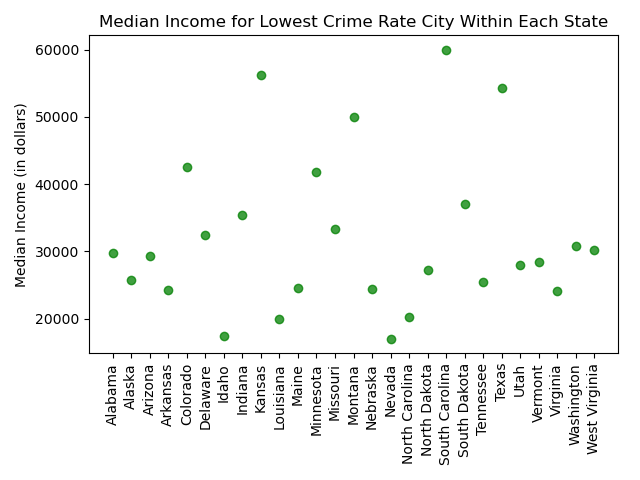 Median Income for Lowest Crime Rate City Within Each State
Median Income (in dollars)
60000
50000
40000
30000
20000
Alabama
Alaska
Arizona
Arkansas
Colorado
Delaware
Idaho
Indiana
Kansas
Louisiana
Maine
Minnesota
Missouri
Montana
Nebraska
Nevada
North Carolina
North Dakota
South Carolina
South Dakota
Tennessee
Texas
Utah
Vermont
Virginia
Washington
West Virginia